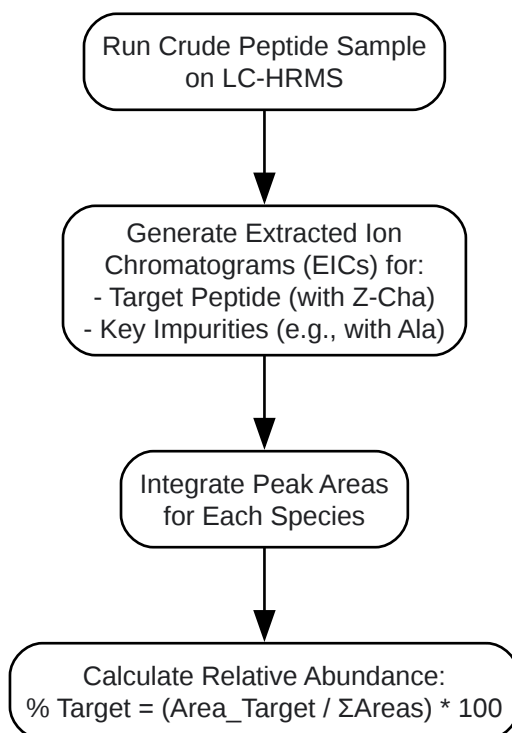 Run Crude Peptide Sample
on LC-HRMS
Generate Extracted Ion
Chromatograms (EICs) for:
- Target Peptide (with Z-Cha)
- Key Impurities (e.g., with Ala)
Integrate Peak Areas
for Each Species
Calculate Relative Abundance:
% Target = (Area_Target / ΣAreas) * 100